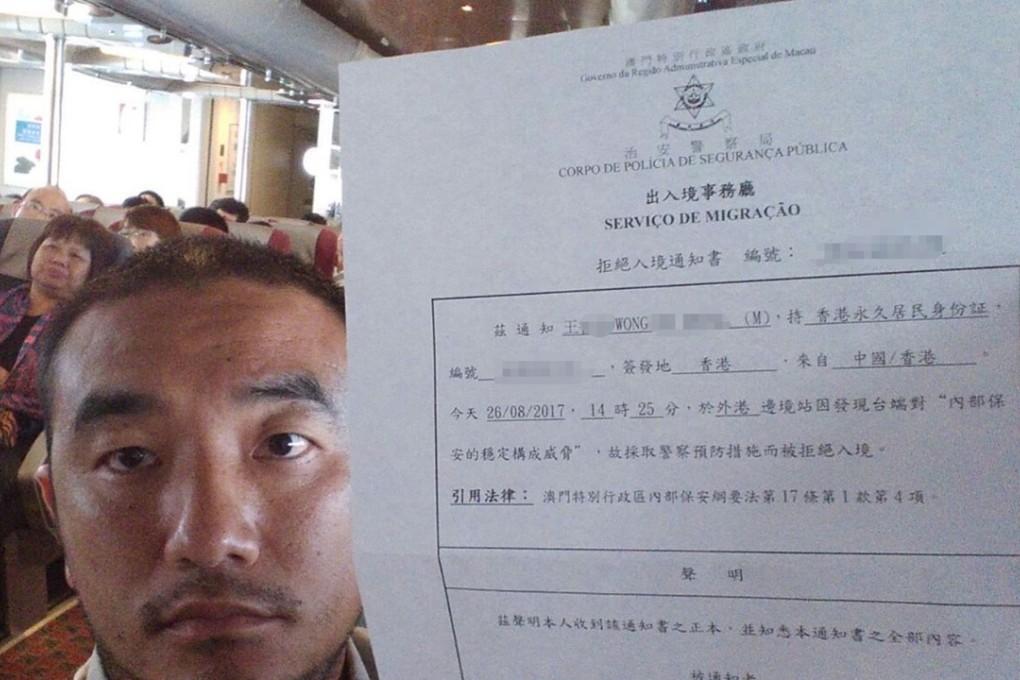 澳門特別行政區政府
Governo da Região Administrativa Especial de Macau
治安警察局
CORPO DE POLÍCIA DE SEGURANÇA PÚBLICA
出入境事務廳
SERVIÇO DE MIGRAÇÃO
拒絕入境通知書 編號：
茲通知 王 WONG (M)，持 香港永久居民身份証，
編號 ，簽發地 香港 ，來自 中國/香港 。
今天 26/08/2017，14 時 25 分，於外港 邊境站因發現台端對“內部保
安的穩定構成威脅”，故採取警察預防措施而被拒絕入境。
引用法律： 澳門特別行政區內部保安綱要法第 17 條第 1 款第 4 項。
聲 明
茲聲明本人收到該通知書之正本，並知悉本通知書之全部內容。
被通知者